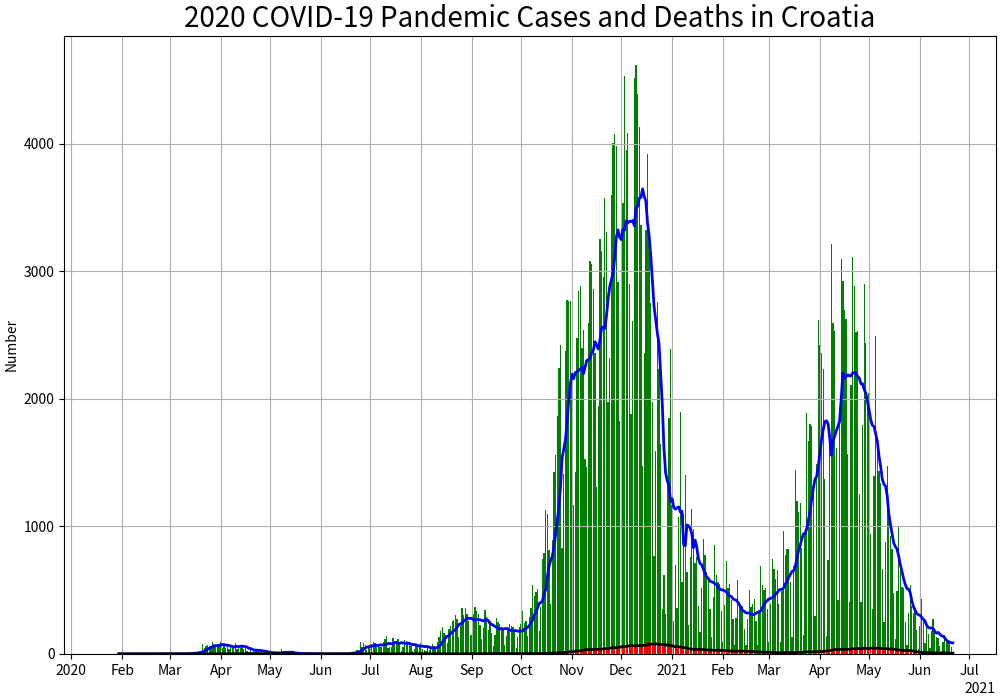 2020 COVID-19 Pandemic Cases and Deaths in Croatia
Number
4000
3000
2000
1000
0
2020 Feb Mar Apr May Jun Jul Aug Sep Oct Nov Dec 2021 Feb Mar Apr May Jun Jul
2021